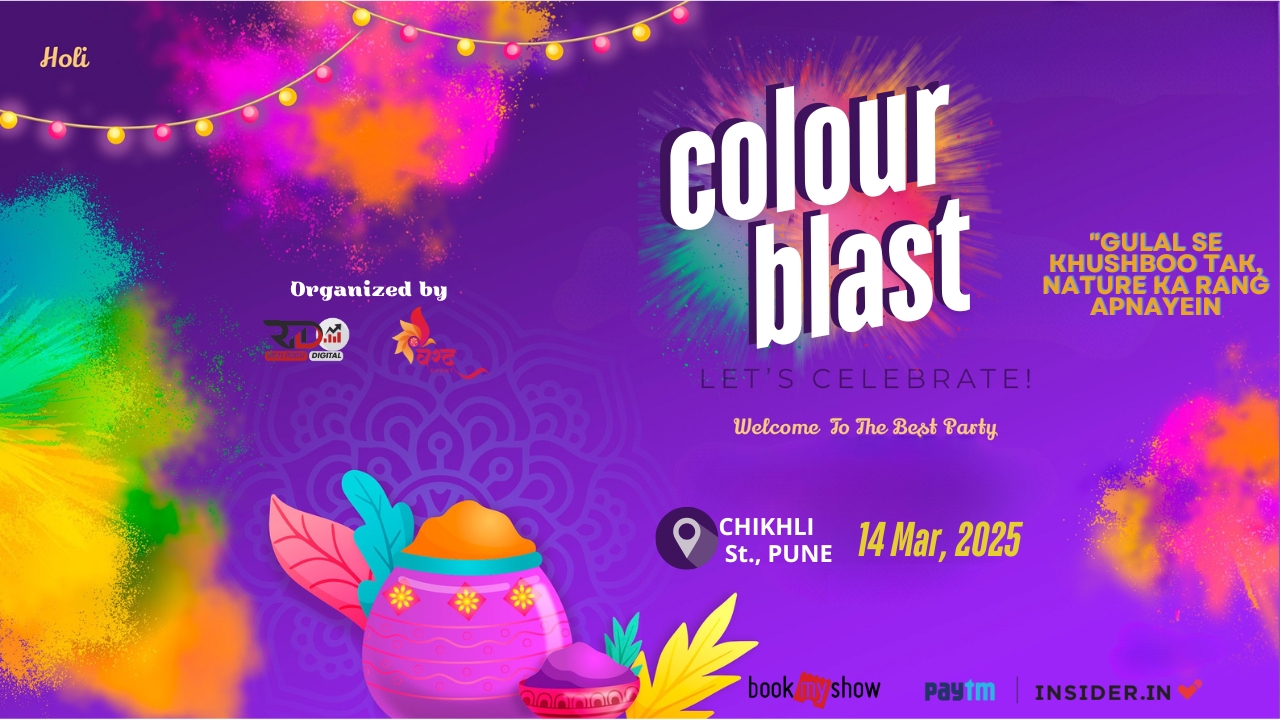 Holi
colour
blast
LET'S CELEBRATE!
Welcome To The Best Party
"GULAL SE
KHUSHBOO TAK,
NATURE KA RANG
APNAYEIN
Organized by
DIGITAL
CHIKHLI
St., PUNE
14 Mar, 2025
bookmyshow
paytm
INSIDER.IN